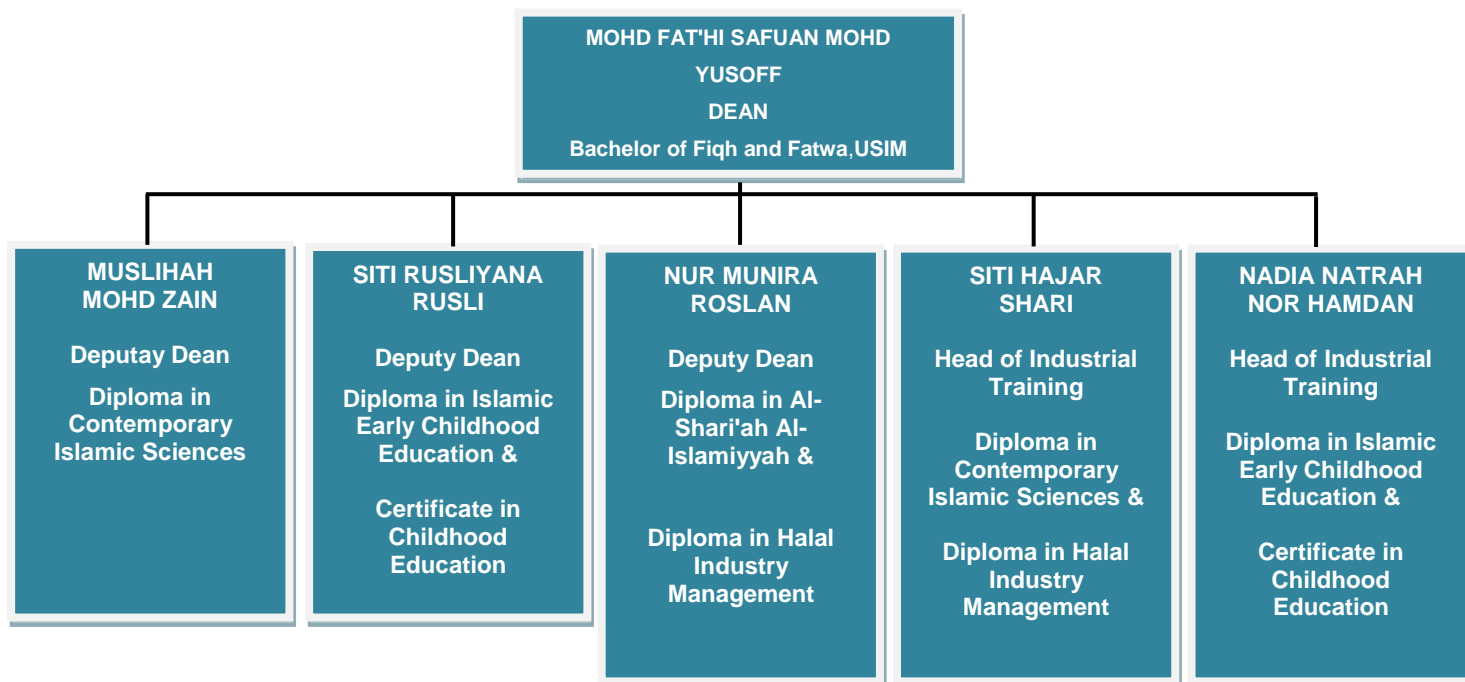 MOHD FAT'HI SAFUAN MOHD
YUSOFF
DEAN
Bachelor of Fiqh and Fatwa,USIM
MUSLIHAH
MOHD ZAIN
Deputay Dean
Diploma in
Contemporary
Islamic Sciences
SITI RUSLIYANA
RUSLI
Deputy Dean
Diploma in Islamic
Early Childhood
Education &
Certificate in
Childhood
Education
NUR MUNIRA
ROSLAN
Deputy Dean
Diploma in Al-
Shari'ah Al-
Islamiyyah &
Diploma in Halal
Industry
Management
SITI HAJAR
SHARI
Head of Industrial
Training
Diploma in
Contemporary
Islamic Sciences &
Diploma in Halal
Industry
Management
NADIA NATRAH
NOR HAMDAN
Head of Industrial
Training
Diploma in Islamic
Early Childhood
Education &
Certificate in
Childhood
Education